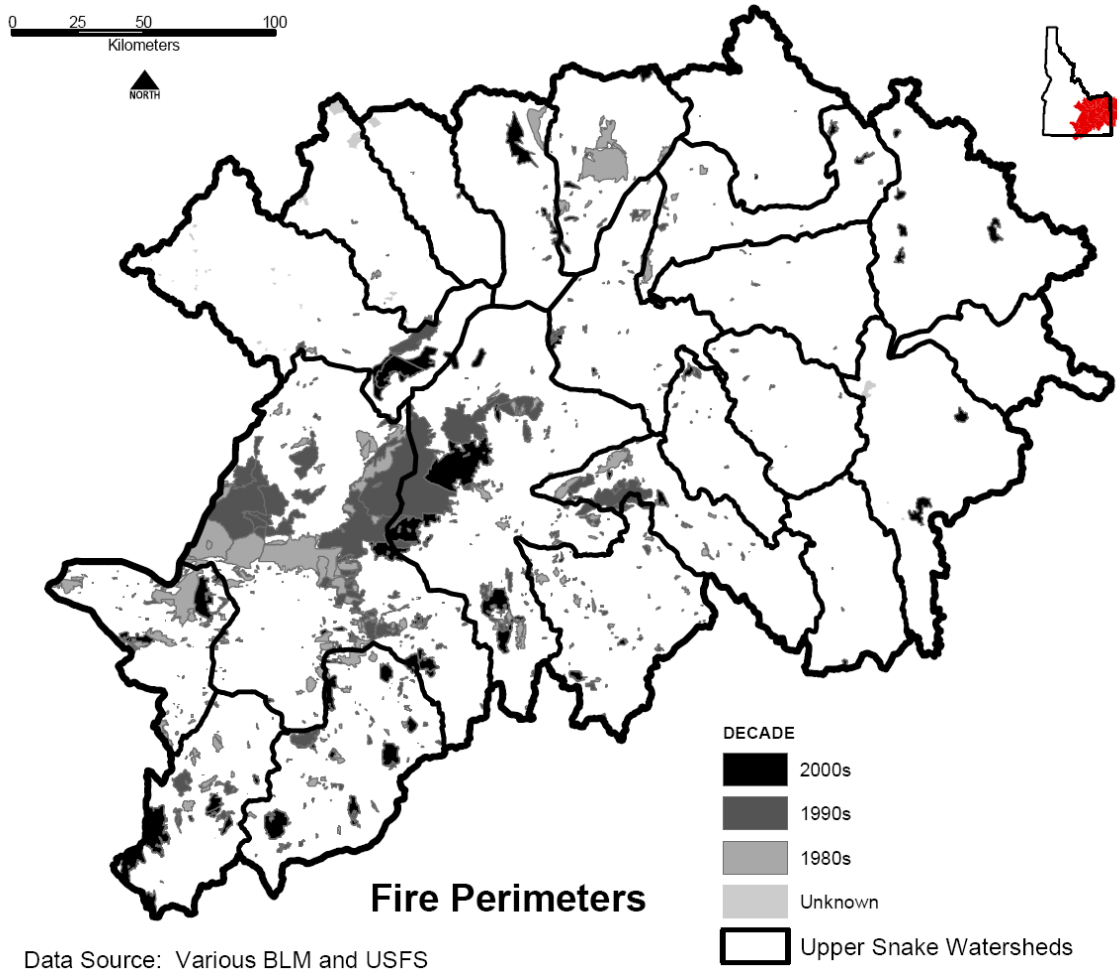 0 25 50 100
Kilometers
NORTH
DECADE
2000s
1990s
1980s
Unknown
Upper Snake Watersheds
Fire Perimeters
Data Source: Various BLM and USFS